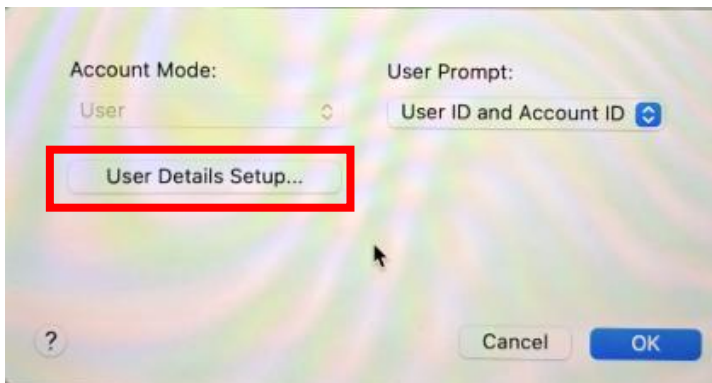 Account Mode:
User Prompt:
User
User ID and Account ID
User Details Setup...
?
Cancel
OK